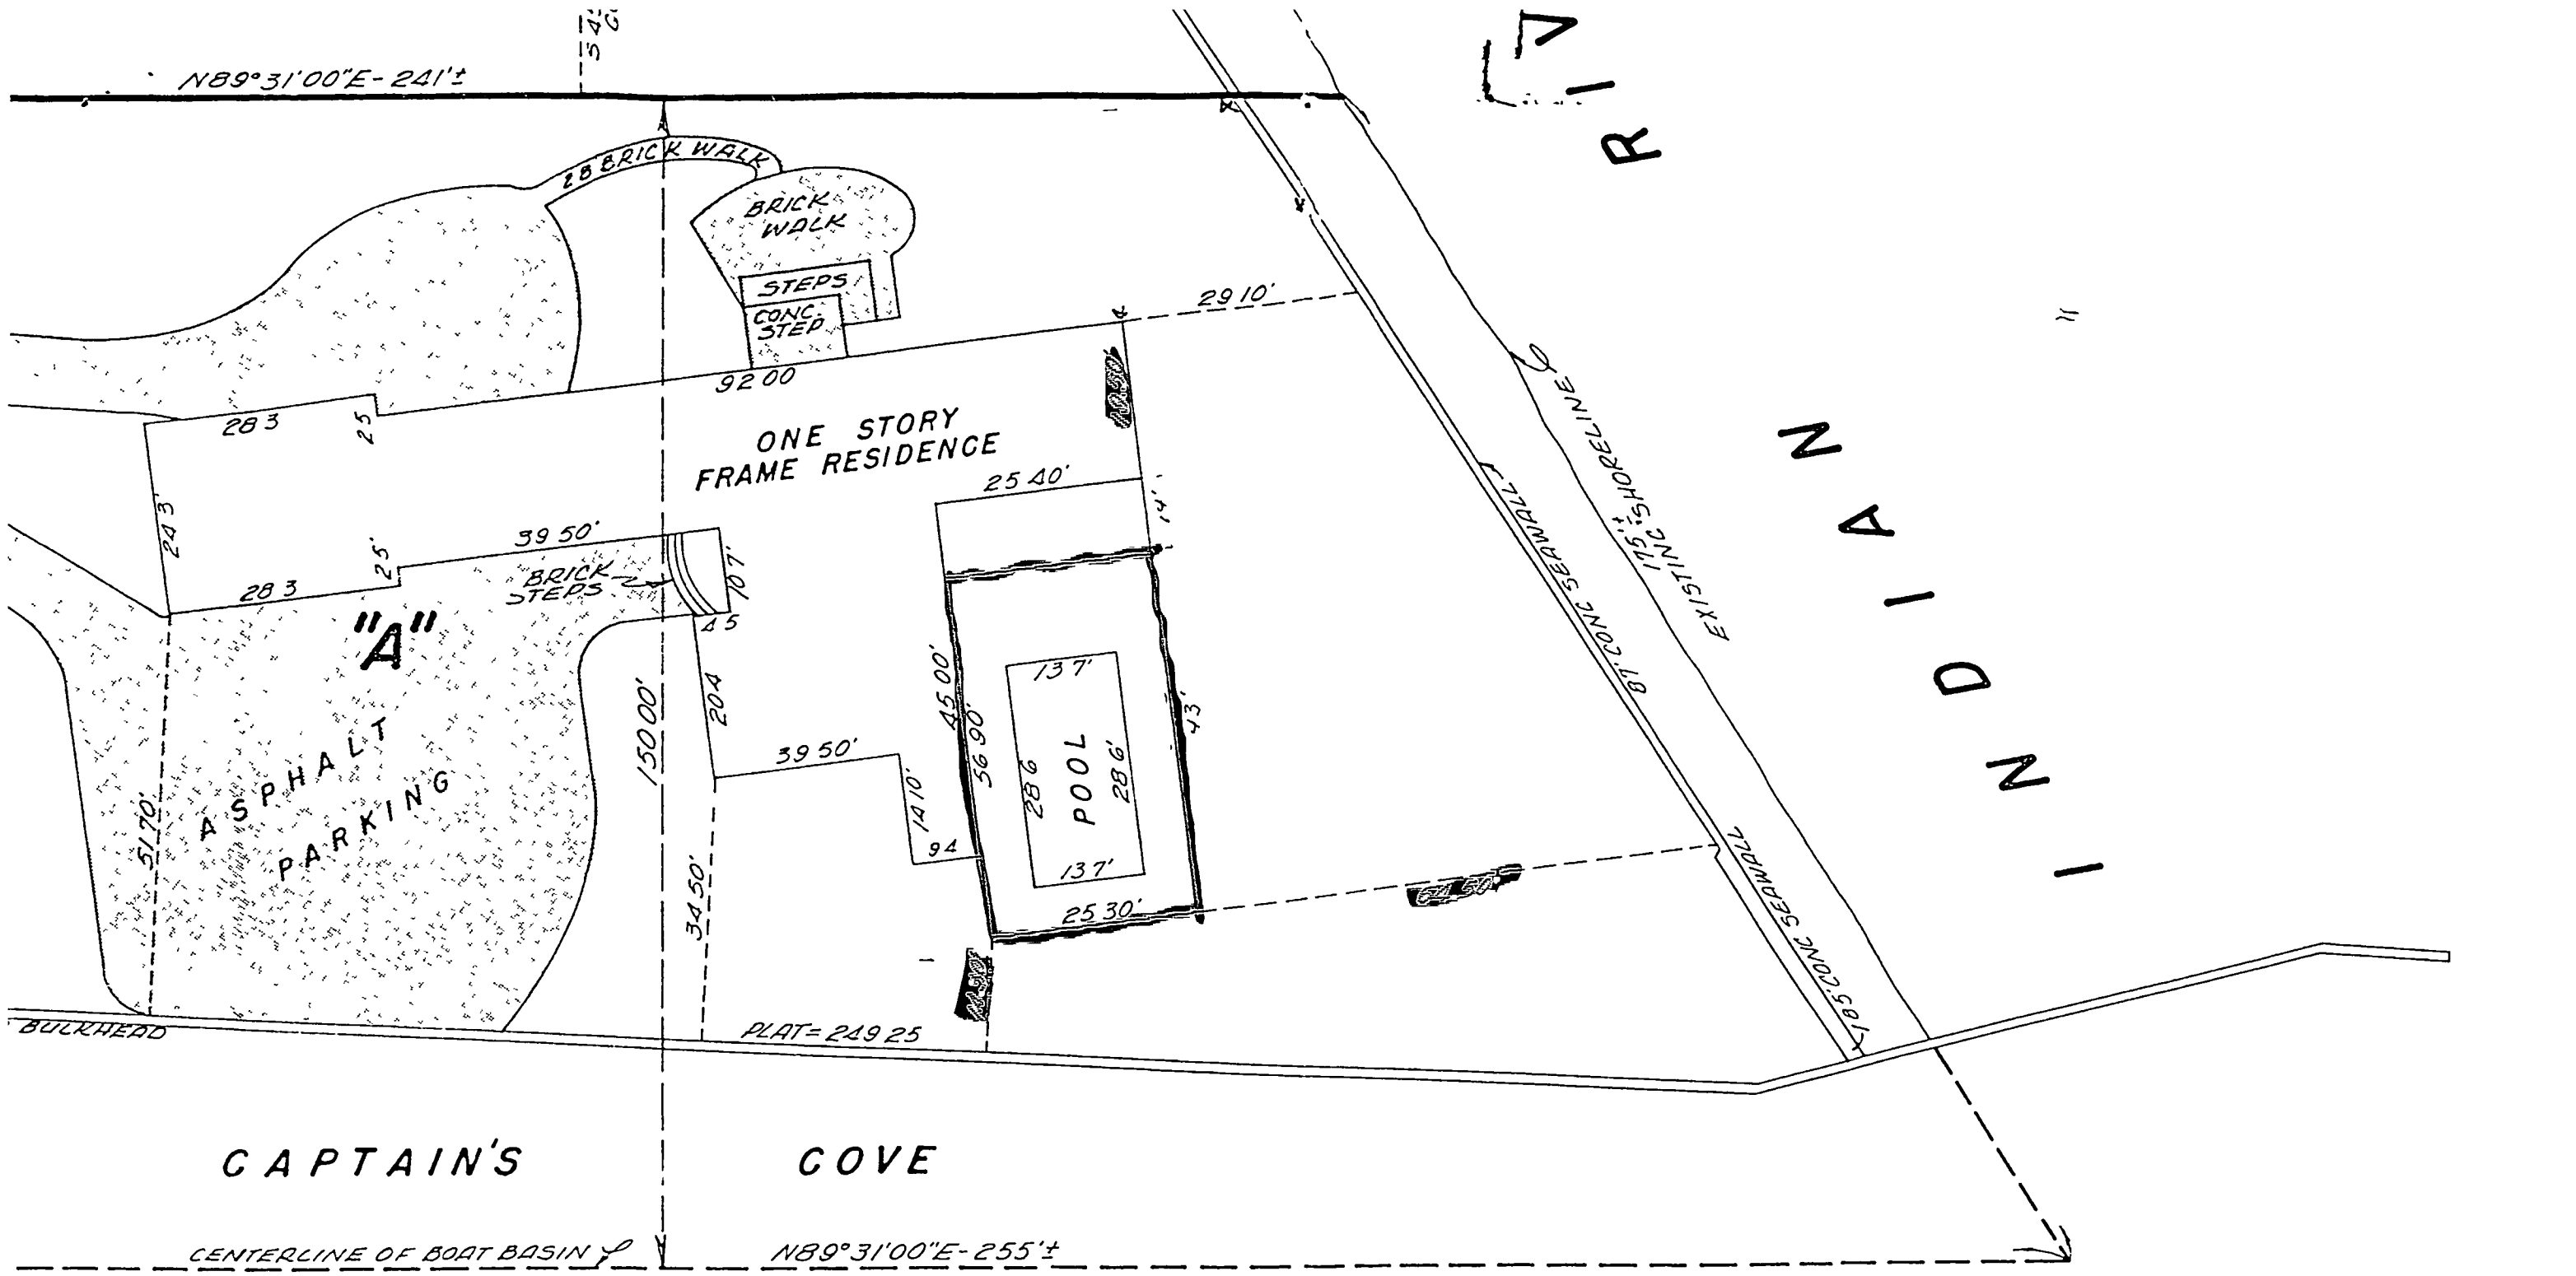 N89°31'00"E-241'±
28 BRICK WALK
BRICK
WALK
STEPS
CONC.
STEP
29 10'
92 00
28 3
25
ONE STORY
FRAME RESIDENCE
25 40'
14'
24 3'
39 50'
25'
28 3
BRICK
STEPS
10 7'
4 5
"A"
20 4
150 00'
39 50'
14 10'
9 4
45 00'
56 90'
43'
13 7'
28 6
POOL
28 6'
13 7'
25 30'
ASPHALT
PARKING
51 70'
34 50'
BULKHEAD
PLAT=249 25
87' CONC SEAWALL
175'±
EXISTING SHORELINE
185' CONC SEAWALL
INDIAN
RIV
CAPTAIN'S COVE
CENTERLINE OF BOAT BASIN
N89°31'00"E-255'±